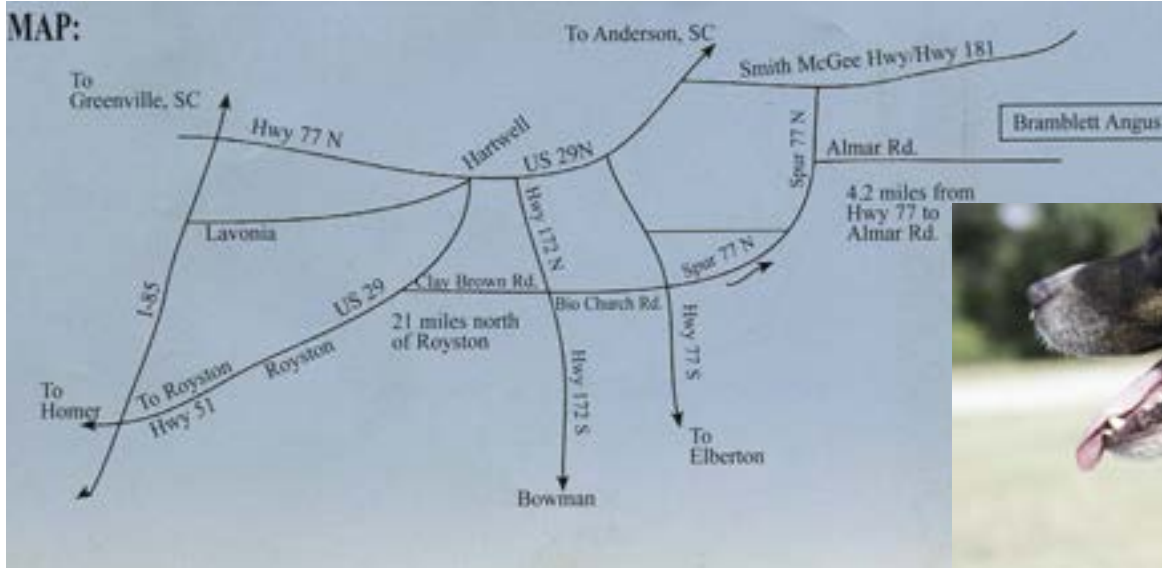 MAP:
To Anderson, SC
Smith McGee Hwy/Hwy 181
To
Greenville, SC
Hwy 77 N
Hartwell
US 29N
Spur 77 N
Bramblett Angus
Almar Rd.
4.2 miles from
Hwy 77 to
Almar Rd.
Lavonia
Hwy 172 N
Spur 77 N
I-85
US 29
Clay Brown Rd.
Bio Church Rd.
21 miles north
of Royston
Hwy 77 S
To Royston
Royston
Hwy 51
To
Homer
Hwy 172 S
To
Elberton
Bowman